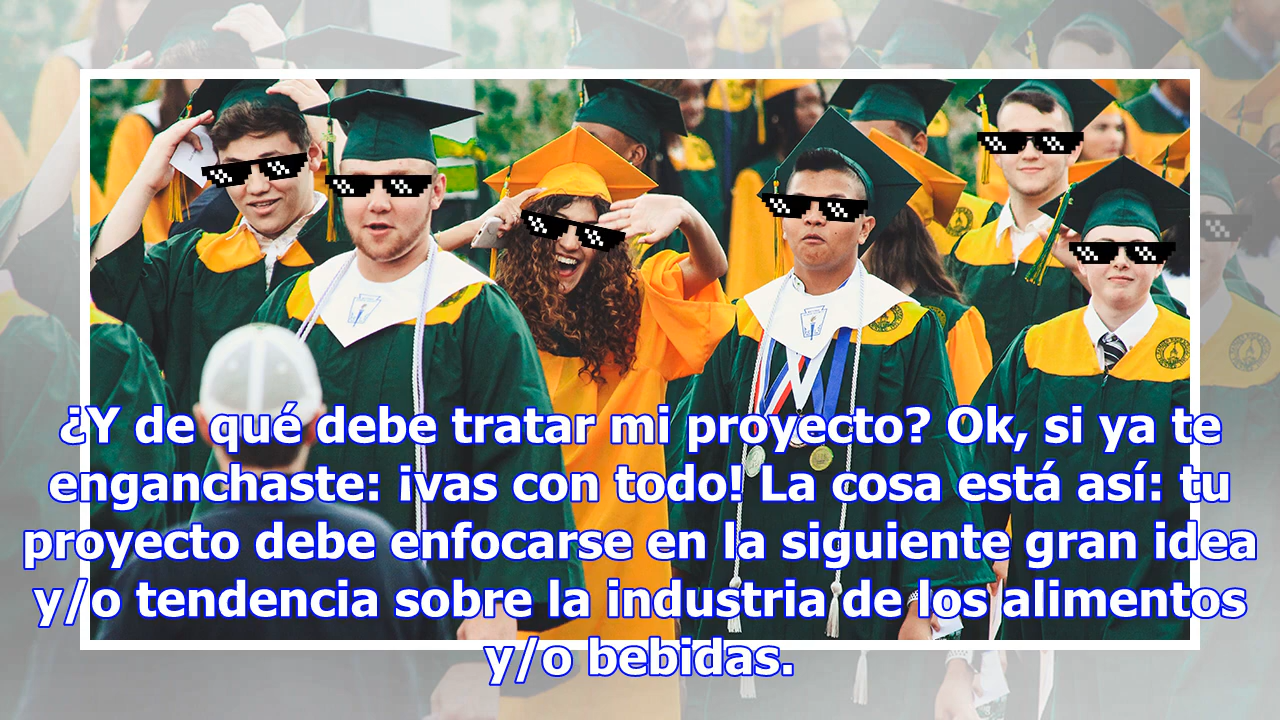 ¿Y de qué debe tratar mi proyecto? Ok, si ya te
enganchaste: ¡vas con todo! La cosa está así: tu
proyecto debe enfocarse en la siguiente gran idea
y/o tendencia sobre la industria de los alimentos
y/o bebidas.